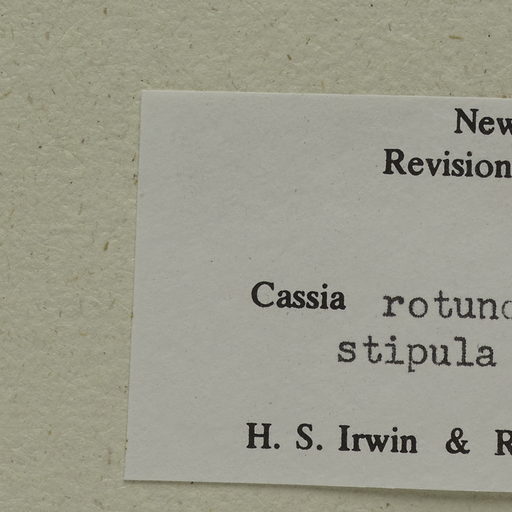 New
Revision
Cassia rotund
stipula
H. S. Irwin & R